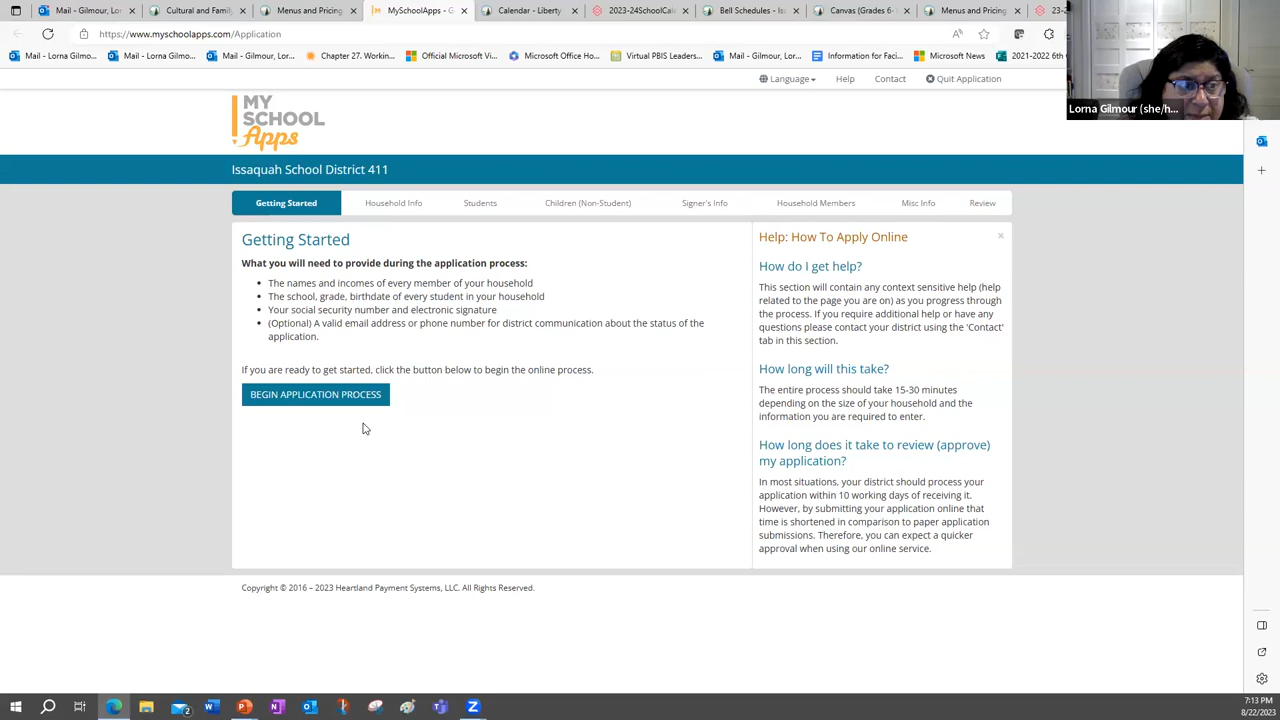 Mail - Gilmour, Lorna
Cultural and Family
Menus and Pricing
MySchoolApps - G
Calendar - Liberty
2023-24SchoolCal
Bell Schedules - Iss
Canvas (Grades 6-
Menus and Pricing
23-
https://www.myschoolapps.com/Application
Mail - Lorna Gilmo...
Mail - Lorna Gilmo...
Mail - Gilmour, Lor...
Chapter 27. Workin...
Official Microsoft Vi...
Microsoft Office Ho...
Virtual PBIS Leaders...
Mail - Gilmour, Lor...
Information for Faci...
Microsoft News
2021-2022 6th
Language
Help
Contact
Quit Application
Lorna Gilmour (she/h...
MY
SCHOOL
Apps
Issaquah School District 411
Getting Started
Household Info
Students
Children (Non-Student)
Signer's Info
Household Members
Misc Info
Review
Getting Started
What you will need to provide during the application process:
• The names and incomes of every member of your household
• The school, grade, birthdate of every student in your household
• Your social security number and electronic signature
• (Optional) A valid email address or phone number for district communication about the status of the
application.
If you are ready to get started, click the button below to begin the online process.
BEGIN APPLICATION PROCESS
Help: How To Apply Online
×
How do I get help?
This section will contain any context sensitive help (help
related to the page you are on) as you progress through
the process. If you require additional help or have any
questions please contact your district using the 'Contact'
tab in this section.
How long will this take?
The entire process should take 15-30 minutes
depending on the size of your household and the
information you are required to enter.
How long does it take to review (approve)
my application?
In most situations, your district should process your
application within 10 working days of receiving it.
However, by submitting your application online that
time is shortened in comparison to paper application
submissions. Therefore, you can expect a quicker
approval when using our online service.
Copyright © 2016 – 2023 Heartland Payment Systems, LLC. All Rights Reserved.
7:13 PM
8/22/2023